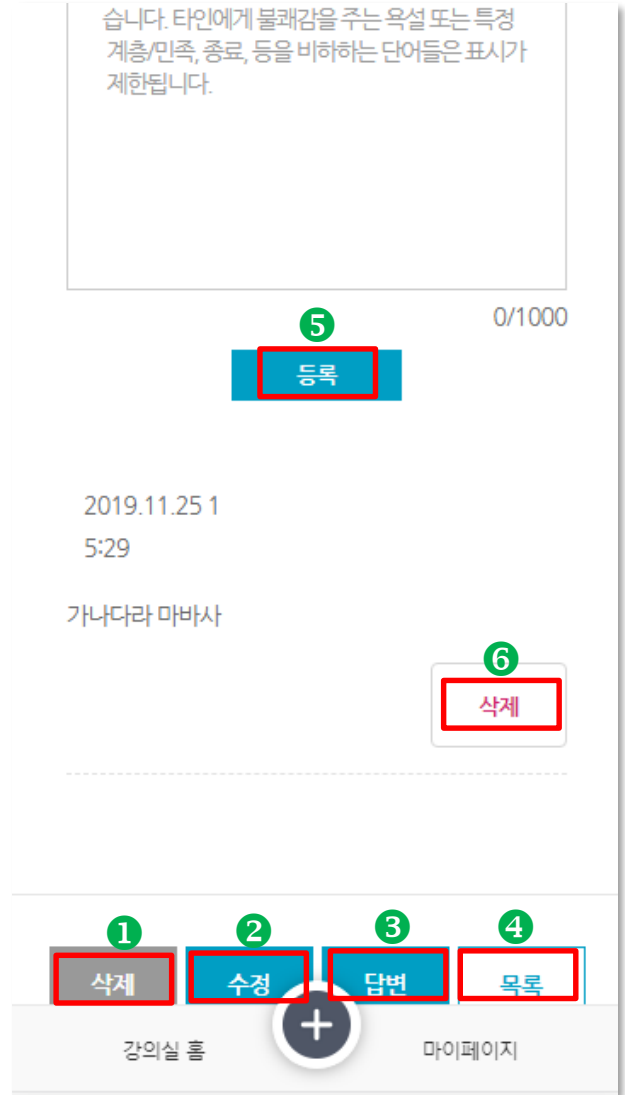 습니다. 타인에게 불쾌감을 주는 욕설 또는 특정
계층/민족, 종료, 등을 비하하는 단어들은 표시가
제한됩니다.
0/1000
5
등록
2019.11.25 1
5:29
가나다라 마바사
6
삭제
1 2 3 4
삭제 수정 답변 목록
+
강의실 홈 마이페이지